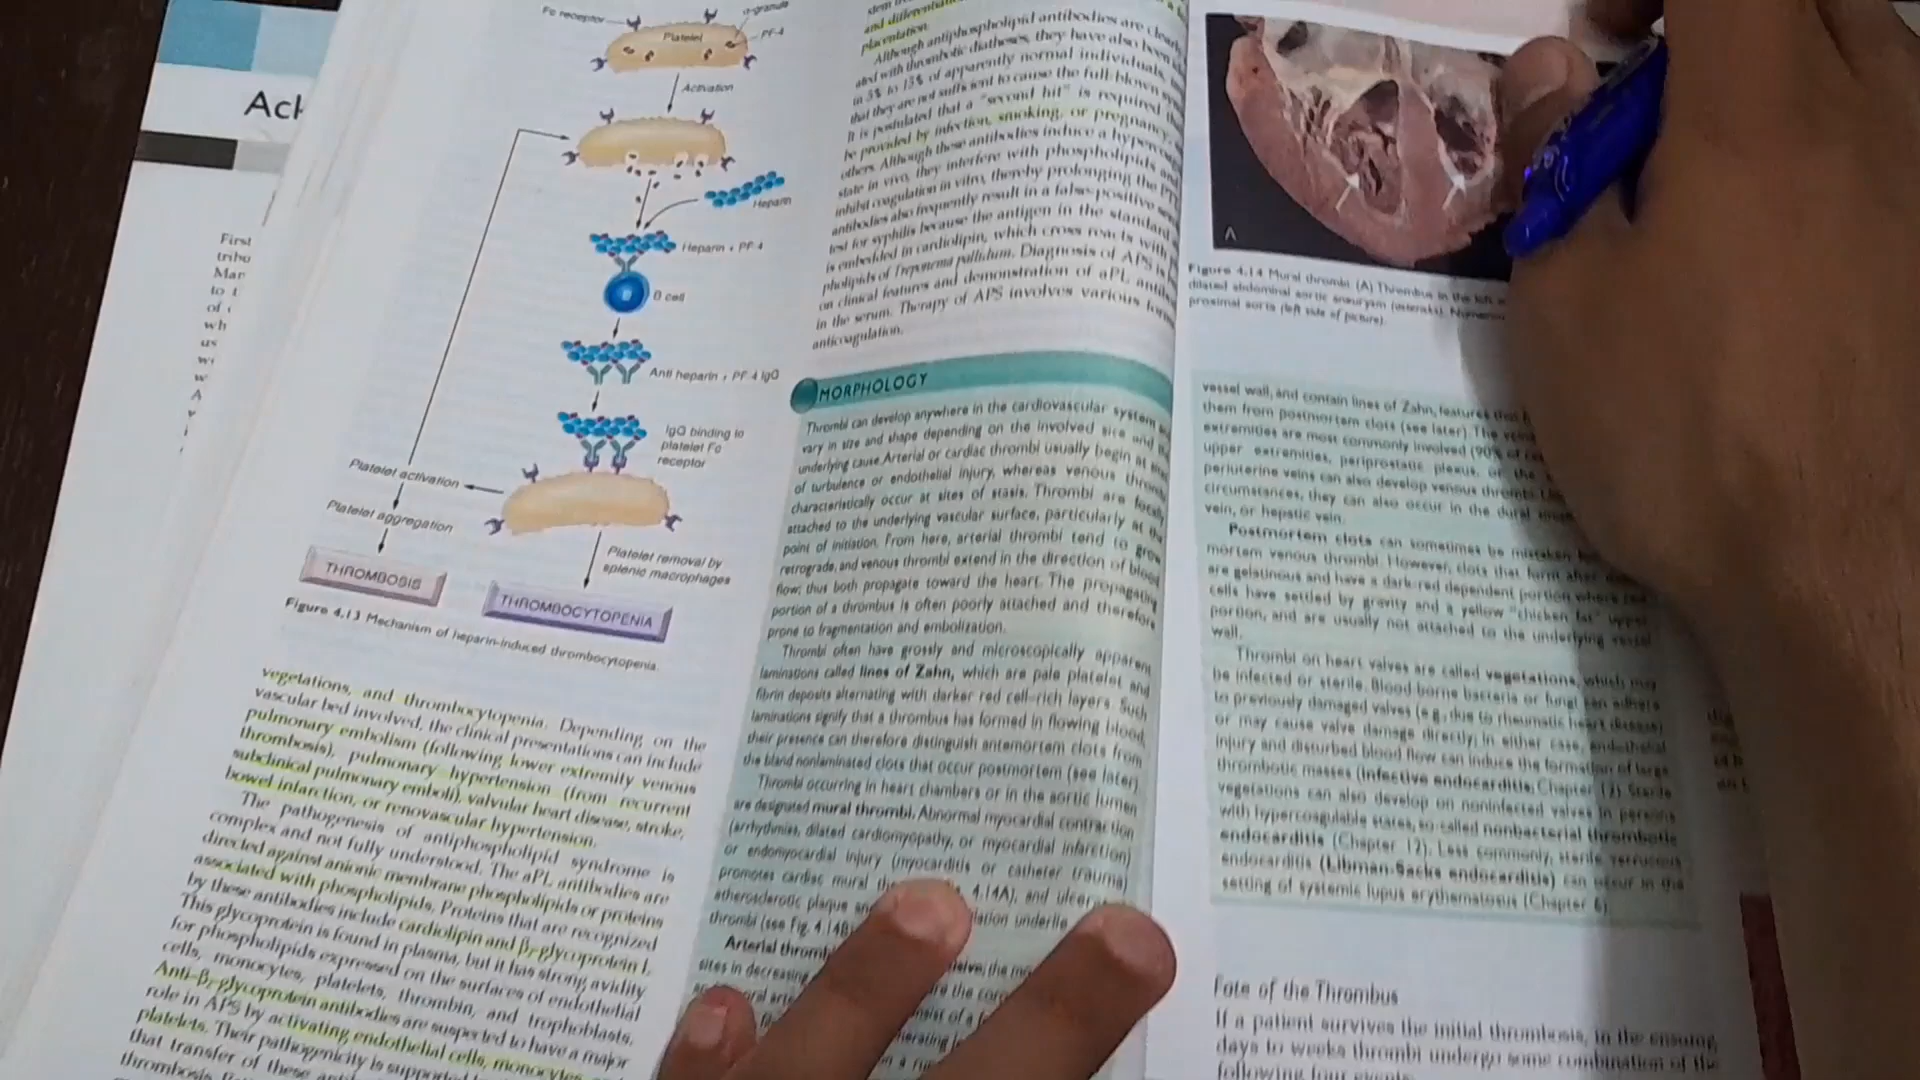 Ack
First
Fc receptor
α-granule
Platelet
PF-4
Activation
Heparin
Heparin + PF-4
B cell
Anti heparin + PF-4 IgG
IgG binding to
platelet Fc
receptor
Platelet activation
Platelet aggregation
Platelet removal by
splenic macrophages
THROMBOSIS
THROMBOCYTOPENIA
Figure 4.13 Mechanism of heparin-induced thrombocytopenia.
vegetations, and thrombocytopenia. Depending on the
vascular bed involved, the clinical presentations can include
pulmonary embolism (following lower extremity venous
thrombosis), pulmonary hypertension (from recurrent
subclinical pulmonary emboli), valvular heart disease, stroke,
bowel infarction, or renovascular hypertension.
The pathogenesis of antiphospholipid syndrome is
complex and not fully understood. The aPL antibodies are
directed against anionic membrane phospholipids or proteins
associated with phospholipids. Proteins that are recognized
by these antibodies include cardiolipin and β₂-glycoprotein I.
This glycoprotein is found in plasma, but it has strong avidity
for phospholipids expressed on the surfaces of endothelial
cells, monocytes, platelets, thrombin, and trophoblasts.
Anti-β₂-glycoprotein antibodies are suspected to have a major
role in APS by activating endothelial cells, monocytes,
platelets. Their pathogenicity is supported
that transfer of these
thrombosis.
and differentiation
placentation.
Although antiphospholipid antibodies are clearly
ated with thrombotic diatheses, they have also been
in 5% to 15% of apparently normal individuals,
that they are not sufficient to cause the full-blown
It is postulated that a "second hit" is required,
be provided by infection, smoking, or pregnancy,
others. Although these antibodies induce a hypercoag
state in vivo, they interfere with phospholipids and
inhibit coagulation in vitro, thereby prolonging the PTT
antibodies also frequently result in a false-positive
test for syphilis because the antigen in the standard
is embedded in cardiolipin, which cross reacts with
pholipids of Treponema pallidum. Diagnosis of APS is
on clinical features and demonstration of aPL
in the serum. Therapy of APS involves various
anticoagulation.
MORPHOLOGY
Thrombi can develop anywhere in the cardiovascular system
vary in size and shape depending on the involved site and the
underlying cause. Arterial or cardiac thrombi usually begin at
of turbulence or endothelial injury, whereas venous thrombi
characteristically occur at sites of stasis. Thrombi are focally
attached to the underlying vascular surface, particularly at the
point of initiation. From here, arterial thrombi tend to grow
retrograde, and venous thrombi extend in the direction of blood
flow; thus both propagate toward the heart. The propagating
portion of a thrombus is often poorly attached and therefore
prone to fragmentation and embolization.
Thrombi often have grossly and microscopically apparent
laminations called lines of Zahn, which are pale platelet and
fibrin deposits alternating with darker red cell-rich layers. Such
laminations signify that a thrombus has formed in flowing blood;
their presence can therefore distinguish antemortem clots from
the bland nonlaminated clots that occur postmortem (see later)
Thrombi occurring in heart chambers or in the aortic lumen
are designated mural thrombi. Abnormal myocardial contraction
(arrhythmias, dilated cardiomyopathy, or myocardial infarction)
or endomyocardial injury (myocarditis or catheter trauma)
promotes cardiac mural 4.14A), and
atherosclerotic plaque underlie
thrombi (see Fig. 4.14B
Arterial
sites in decreasing
A
Figure 4.14 Mural thrombi. (A) Thrombus in the left
dilated abdominal aortic aneurysm (asterisks). Numerous
proximal aorta (left side of picture).
vessel wall, and contain lines of Zahn, features that
them from postmortem clots (see later). The
extremities are most commonly involved (90% of
upper extremities, periprostatic plexus, or the
periuterine veins can also develop venous thrombi.
circumstances, they can also occur in the dural
vein, or hepatic vein.
Postmortem clots can sometimes be mistaken
mortem venous thrombi. However, clots that form after
are gelatinous and have a dark red dependent portion where red
cells have settled by gravity and a yellow "chicken fat" upper
portion, and are usually not attached to the underlying vessel
wall.
Thrombi on heart valves are called vegetations, which may
be infected or sterile. Blood borne bacteria or fungi can adhere
to previously damaged valves (e.g., due to rheumatic heart disease)
or may cause valve damage directly; in either case, endothelial
injury and disturbed blood flow can induce the formation of large
thrombotic masses (infective endocarditis; Chapter 12). Sterile
vegetations can also develop on noninfected valves in persons
with hypercoagulable states, so-called nonbacterial thrombotic
endocarditis (Chapter 12). Less commonly, sterile verrucous
endocarditis (Libman-Sacks endocarditis) can occur in the
setting of systemic lupus erythematosus (Chapter 6).
Fate of the Thrombus
If a patient survives the initial thrombosis, in the ensuing
days to weeks thrombi undergo some combination of the
following four events: